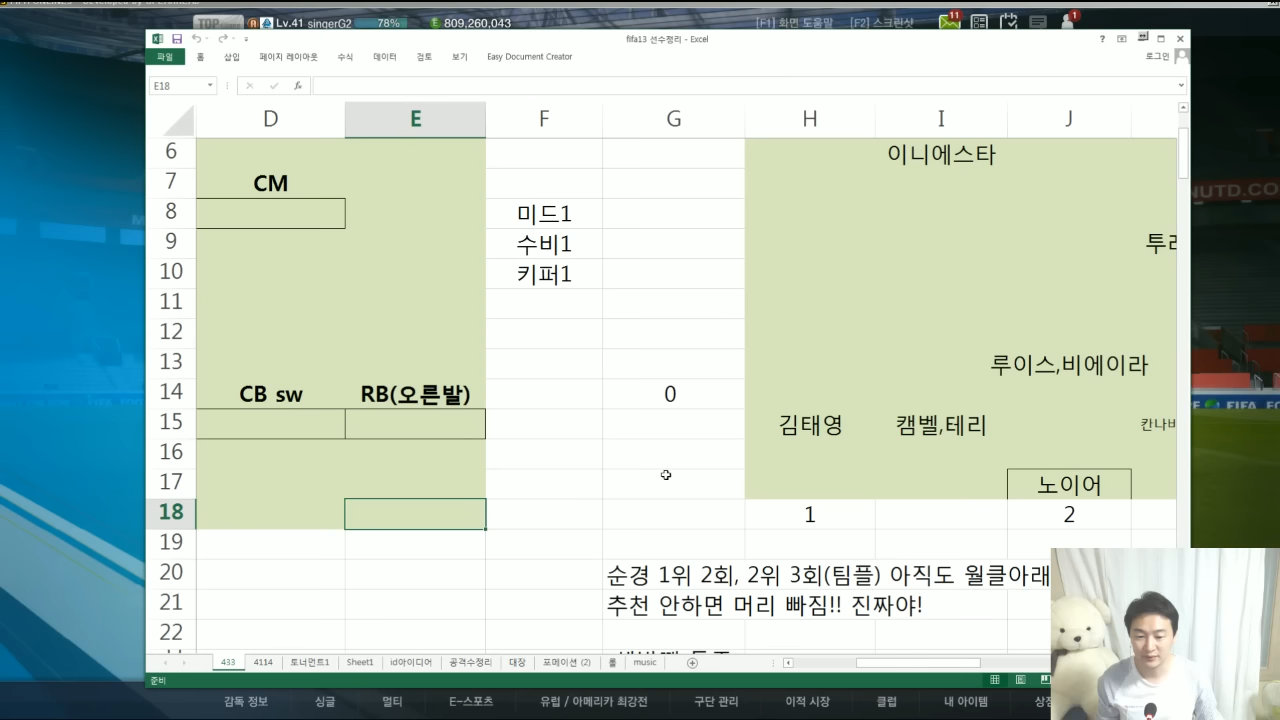 Lv.41 singerG2 78% 809,260,043 [F1] 화면 도움말 [F2] 스크린샷 11 1
fifa13 선수정리 - Excel
파일 홈 삽입 페이지 레이아웃 수식 데이터 검토 보기 Easy Document Creator 로그인
E18 fx
D E F G H I J
6 이니에스타
7 CM
8 미드1
9 수비1
10 키퍼1
11
12
13 루이스,비에이라
14 CB sw RB(오른발) 0
15 김태영 캠벨,테리
16
17 노이어
18 1 2
19
20 순경 1위 2회, 2위 3회(팀플) 아직도 월클아래
21 추천 안하면 머리 빠짐!! 진짜야!
22
433 4114 토너먼트1 Sheet1 id아이디어 공격수정리 대장 포메이션 (2) 롤 music
준비
감독 정보 싱글 멀티 E-스포츠 유럽 / 아메리카 최강전 구단 관리 이적 시장 클럽 내 아이템
NUTD.CO
FIFA